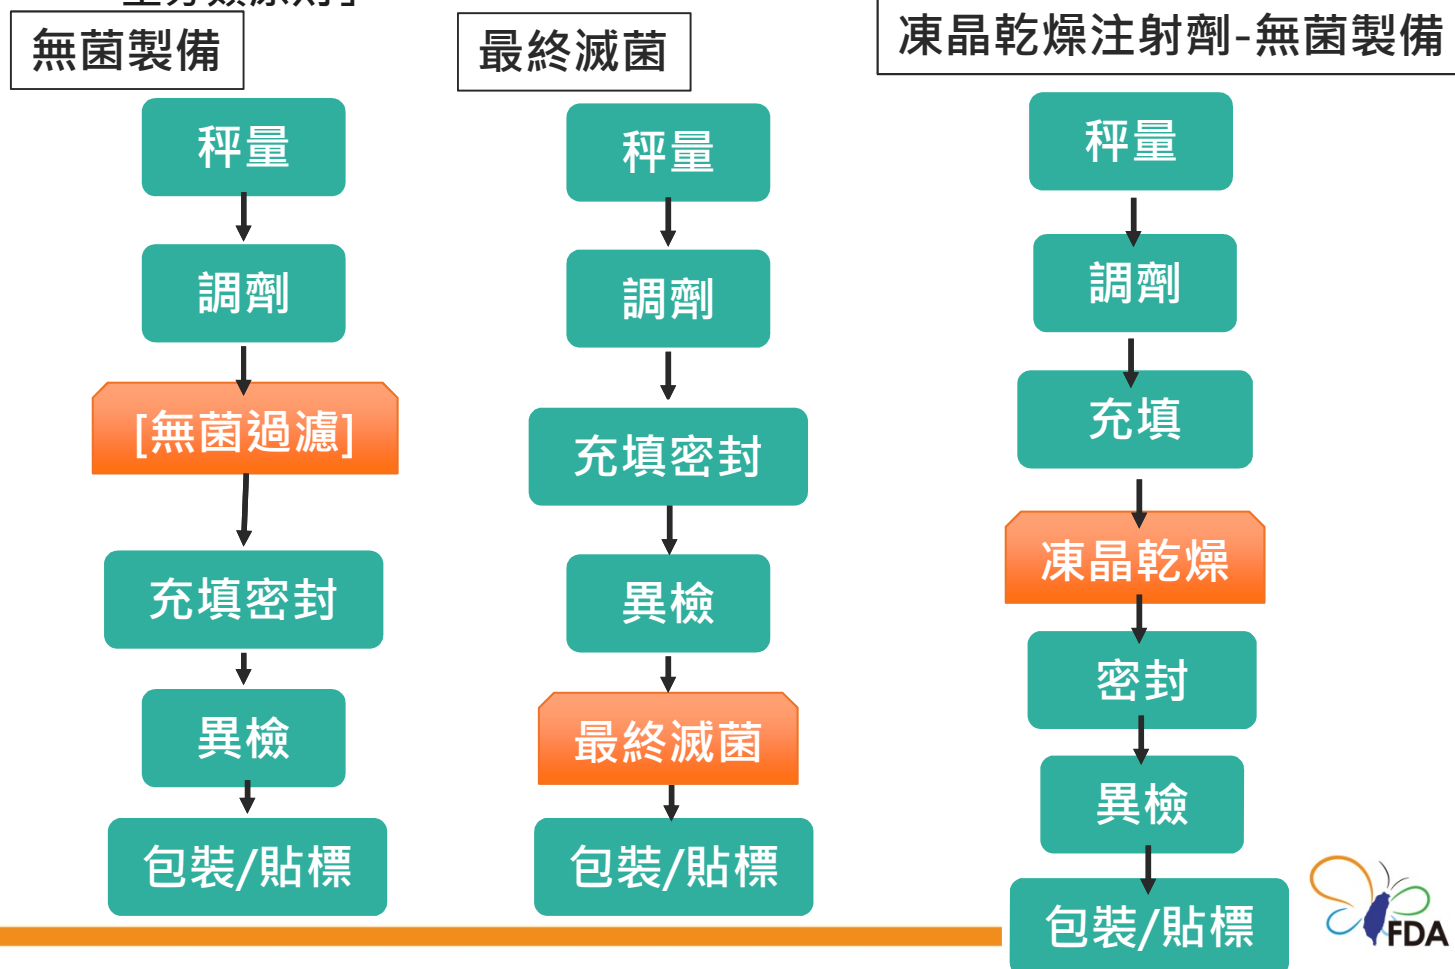 無菌製備
秤量
調劑
[無菌過濾]
充填密封
異檢
包裝/貼標
最終滅菌
秤量
調劑
充填密封
異檢
最終滅菌
包裝/貼標
凍晶乾燥注射劑-無菌製備
秤量
調劑
充填
凍晶乾燥
密封
異檢
包裝/貼標
FDA